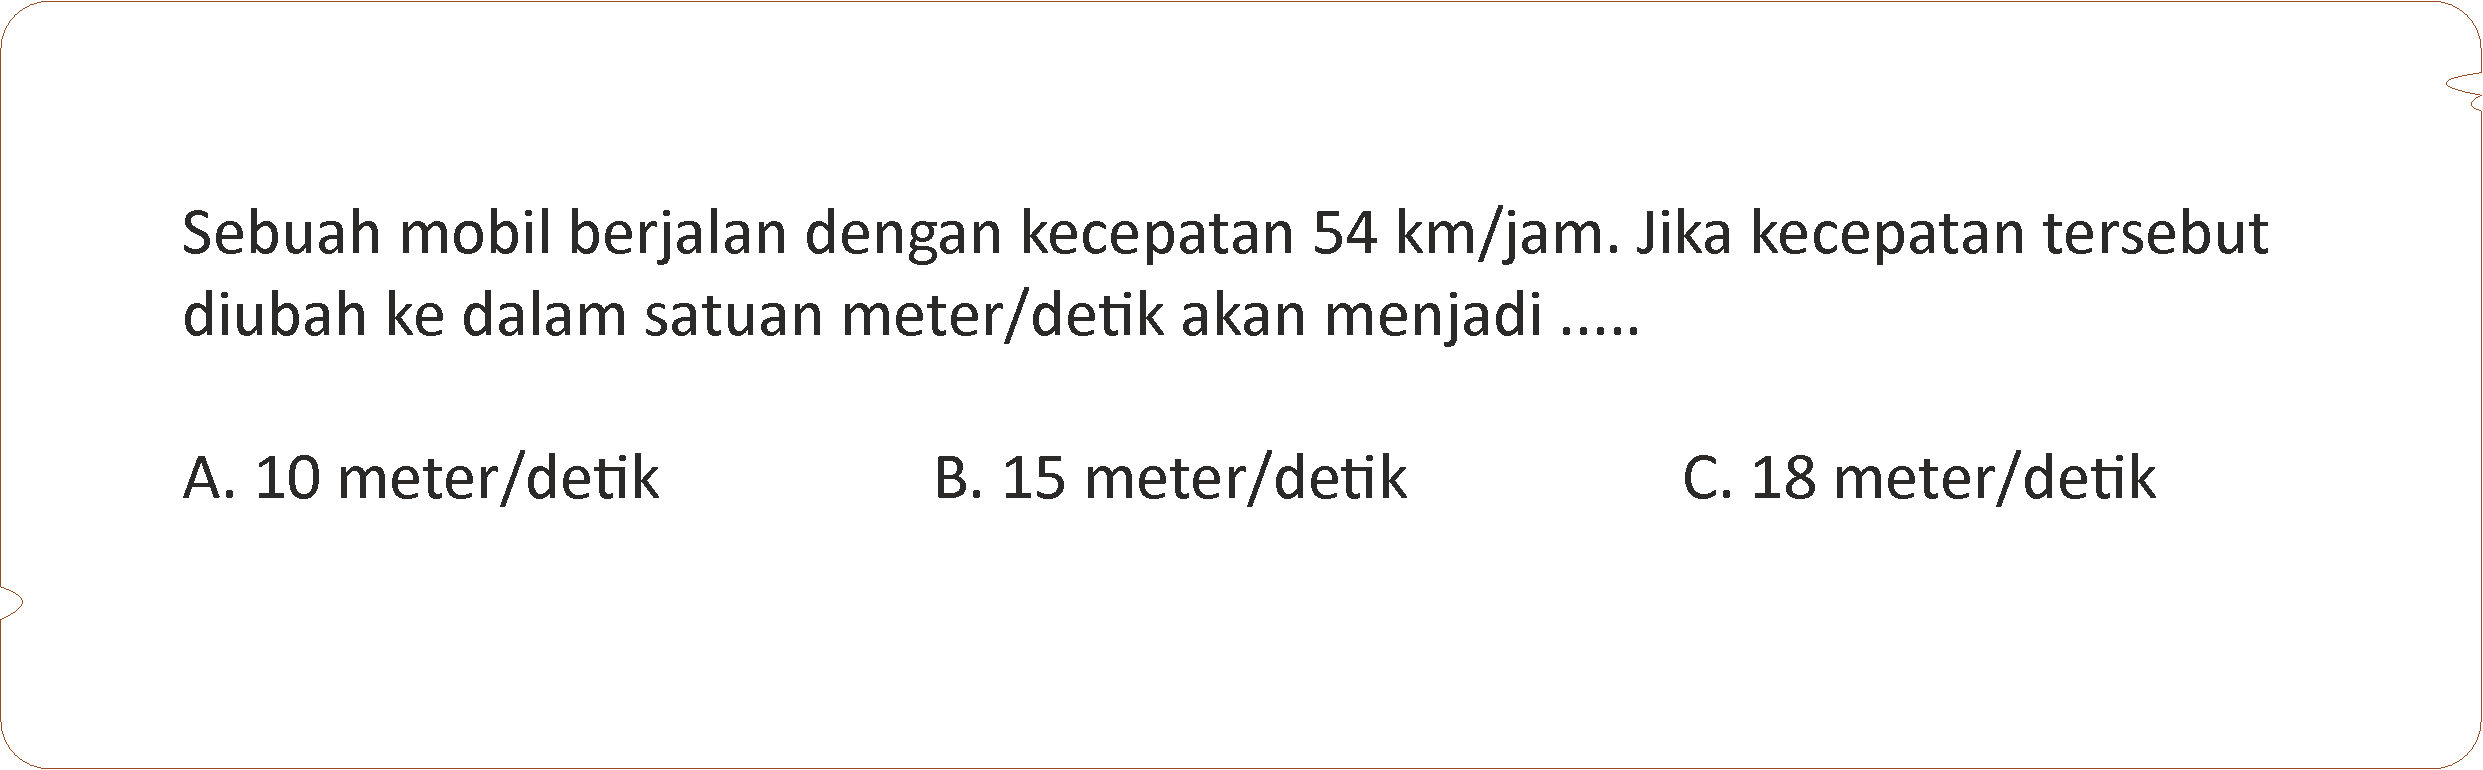 Sebuah mobil berjalan dengan kecepatan 54 km/jam. Jika kecepatan tersebut
diubah ke dalam satuan meter/detik akan menjadi .....
A. 10 meter/detik B. 15 meter/detik C. 18 meter/detik